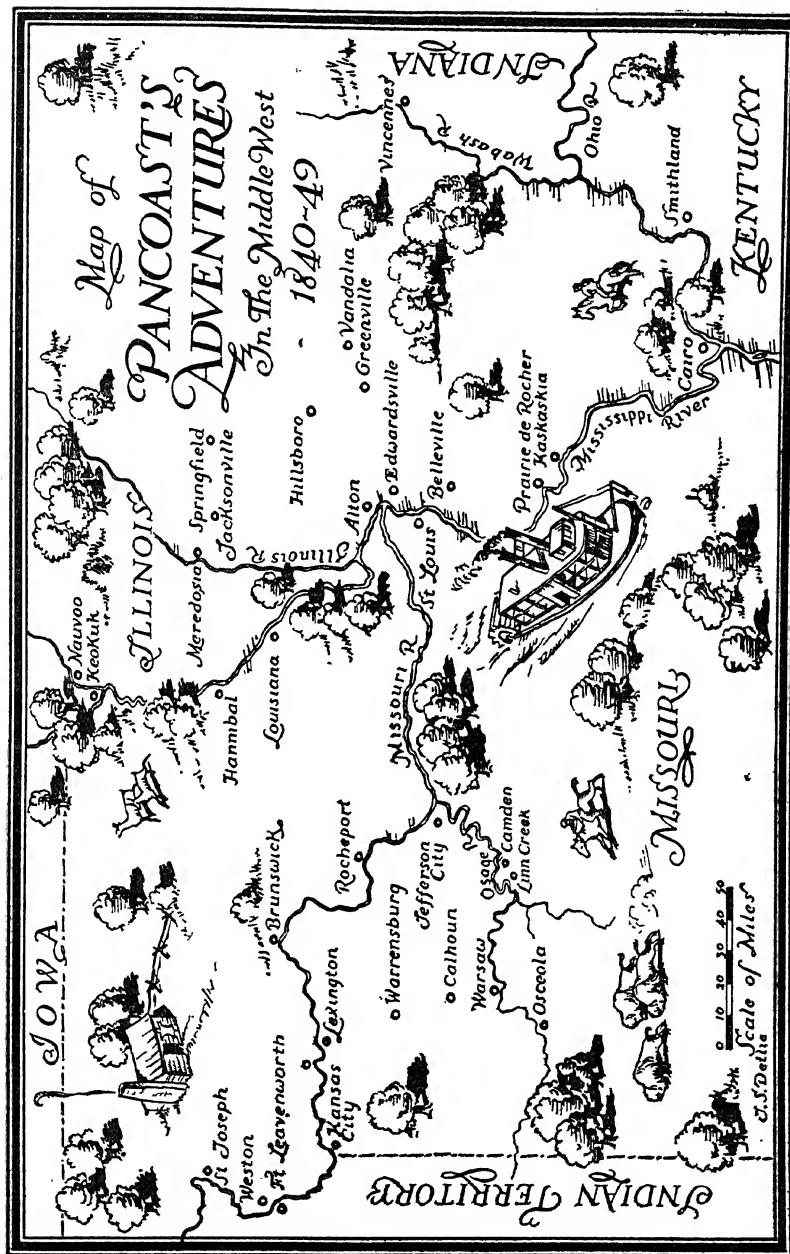 Map of
PANCOAST'S
ADVENTURES
In The Middle West
- 1840-49
IOWA
ILLINOIS
INDIANA
KENTUCKY
MISSOURI
INDIAN TERRITORY
Nauvoo
Keokuk
Meredosia
Springfield
Jacksonville
Hillsboro
Vandalia
Greenville
Vincennes
Wabash R
Ohio R
Smithland
Cairo
Mississippi
River
Prairie de Rocher
Kaskaskia
Belleville
Edwardsville
Alton
Illinois R
St Louis
Hannibal
Louisiana
Missouri R
Brunswick
Rocheport
Jefferson
City
Osage
Camden
Linn Creek
Warrensburg
Calhoun
Warsaw
Osceola
Lexington
St Joseph
Weston
Ft Leavenworth
Kansas
City
0 10 20 30 40 50
Scale of Miles
J.S. Detlie